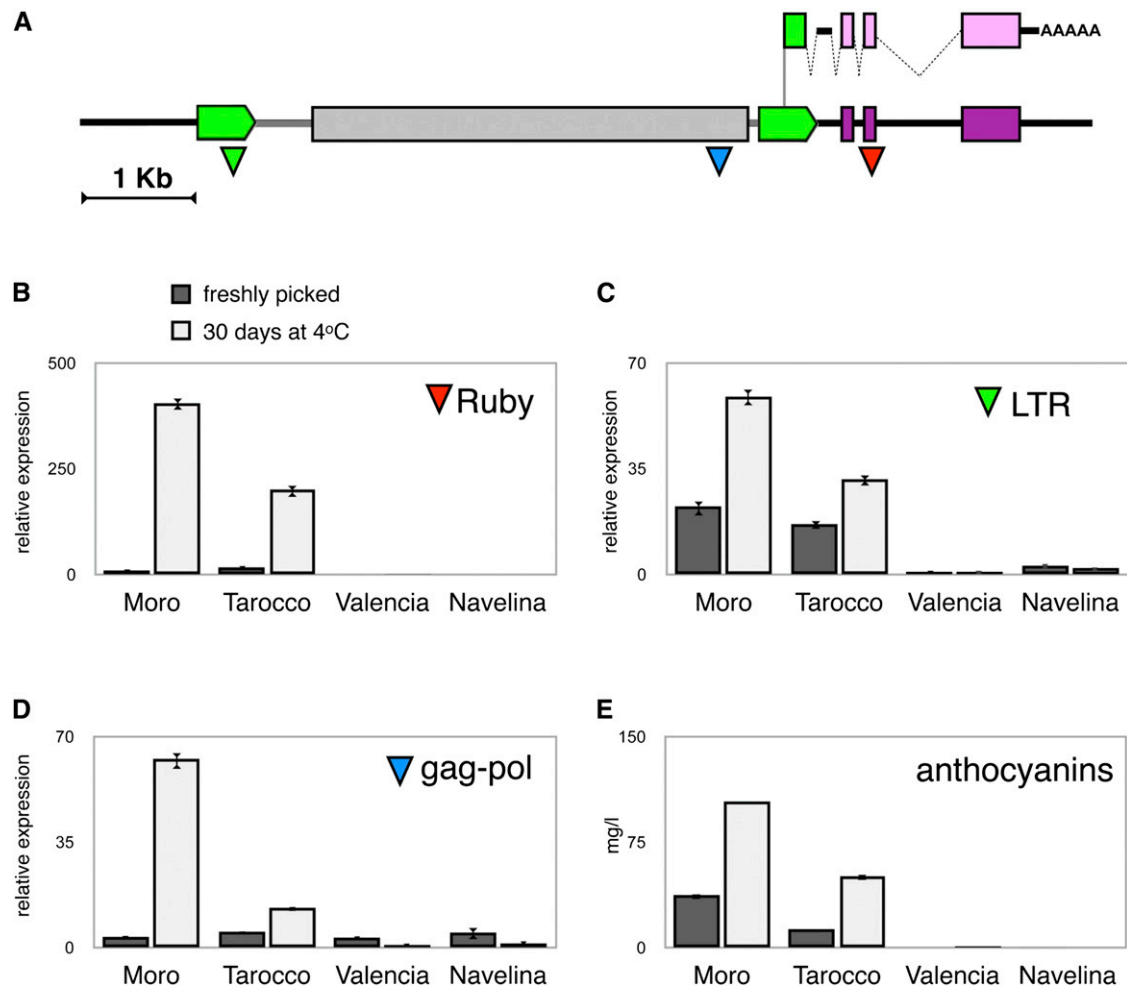 A
AAAAA
1 Kb
B
freshly picked
30 days at 4ºC
500
250
0
relative expression
Ruby
Moro Tarocco Valencia Navelina
C
70
35
0
relative expression
LTR
Moro Tarocco Valencia Navelina
D
70
35
0
relative expression
gag-pol
Moro Tarocco Valencia Navelina
E
150
75
0
mg/l
anthocyanins
Moro Tarocco Valencia Navelina